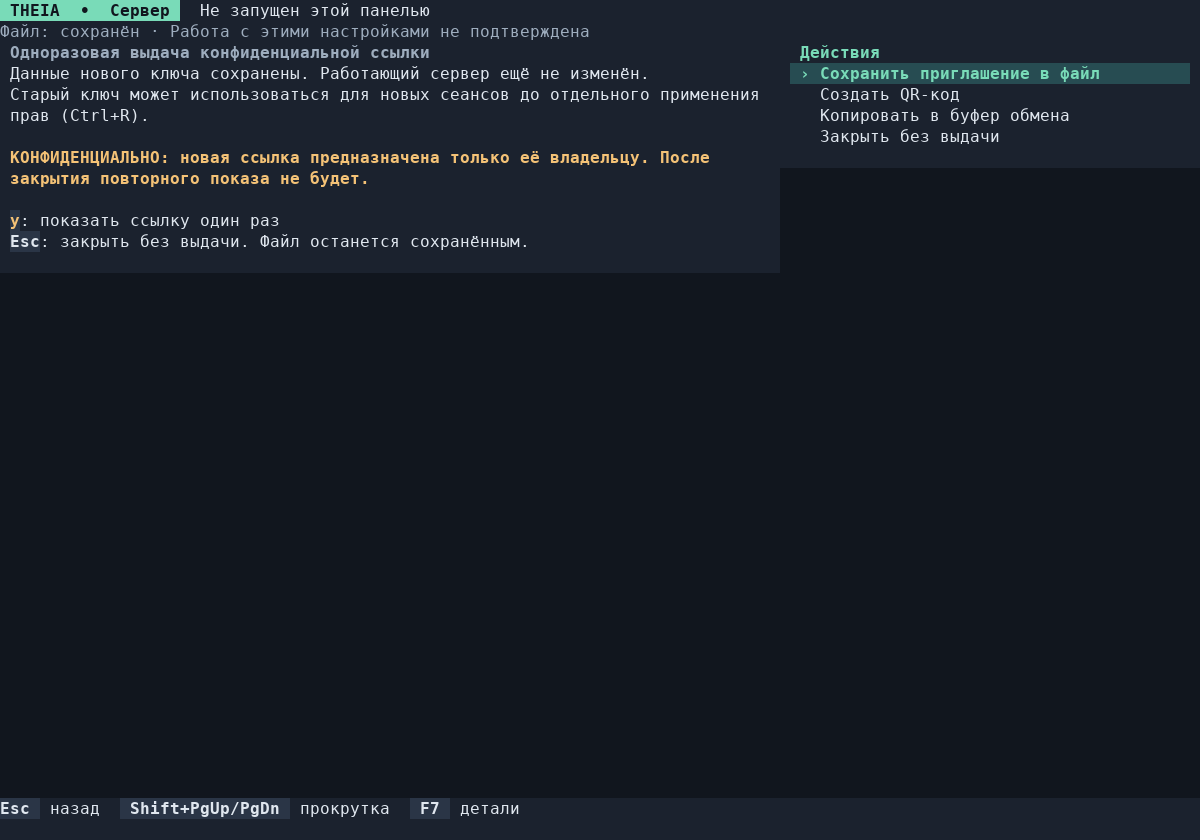 THEIA • Сервер Не запущен этой панелью
Файл: сохранён · Работа с этими настройками не подтверждена
Одноразовая выдача конфиденциальной ссылки
Данные нового ключа сохранены. Работающий сервер ещё не изменён.
Старый ключ может использоваться для новых сеансов до отдельного применения
прав (Ctrl+R).
КОНФИДЕНЦИАЛЬНО: новая ссылка предназначена только её владельцу. После
закрытия повторного показа не будет.
y: показать ссылку один раз
Esc: закрыть без выдачи. Файл останется сохранённым.
Действия
› Сохранить приглашение в файл
Создать QR-код
Копировать в буфер обмена
Закрыть без выдачи
Esc назад Shift+PgUp/PgDn прокрутка F7 детали